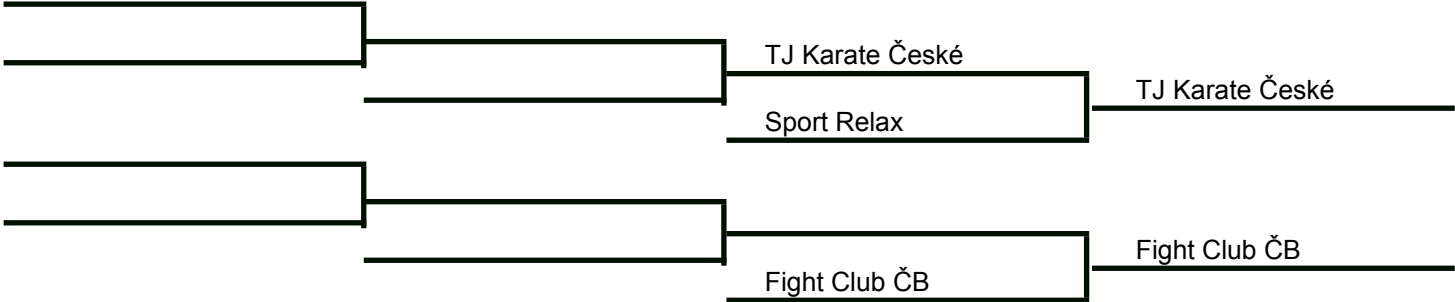 TJ Karate České
TJ Karate České
Sport Relax
Fight Club ČB
Fight Club ČB